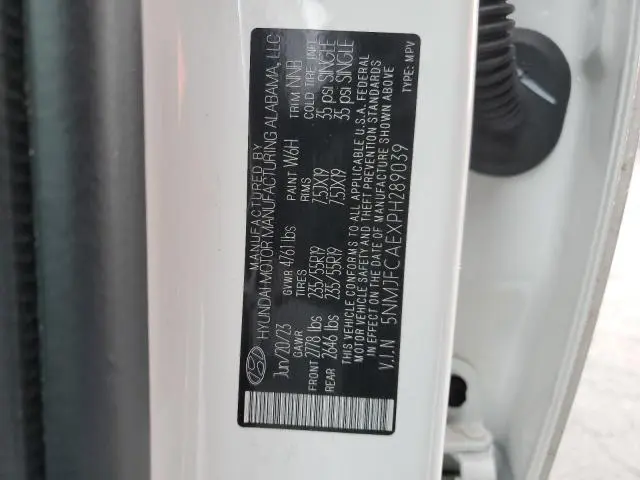 MANUFACTURED BY
HYUNDAI MOTOR MANUFACTURING ALABAMA, LLC
Jun/20/23 GVWR 4761 lbs PAINT W6H TRIM NNB
GAWR TIRES RIMS COLD TIRE INFL
FRONT 2778 lbs 235/55R19 7.5JX19 35 psi SINGLE
REAR 2646 lbs 235/55R19 7.5JX19 35 psi SINGLE
THIS VEHICLE CONFORMS TO ALL APPLICABLE U.S.A. FEDERAL
MOTOR VEHICLE SAFETY AND THEFT PREVENTION STANDARDS
IN EFFECT ON THE DATE OF MANUFACTURE SHOWN ABOVE
V.I.N 5NMJFCAEXPH289039 TYPE: MPV